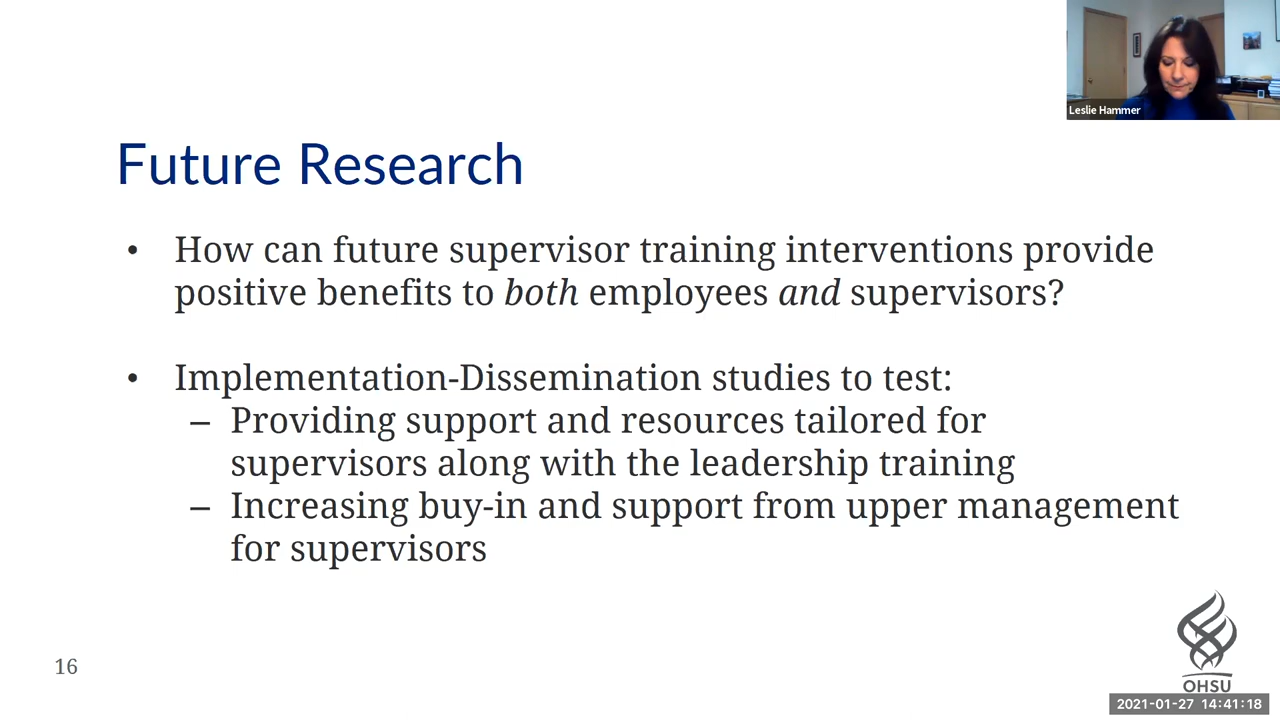 Leslie Hammer
Future Research
• How can future supervisor training interventions provide
positive benefits to both employees and supervisors?
• Implementation-Dissemination studies to test:
– Providing support and resources tailored for
supervisors along with the leadership training
– Increasing buy-in and support from upper management
for supervisors
16
OHSU
2021-01-27 14:41:18